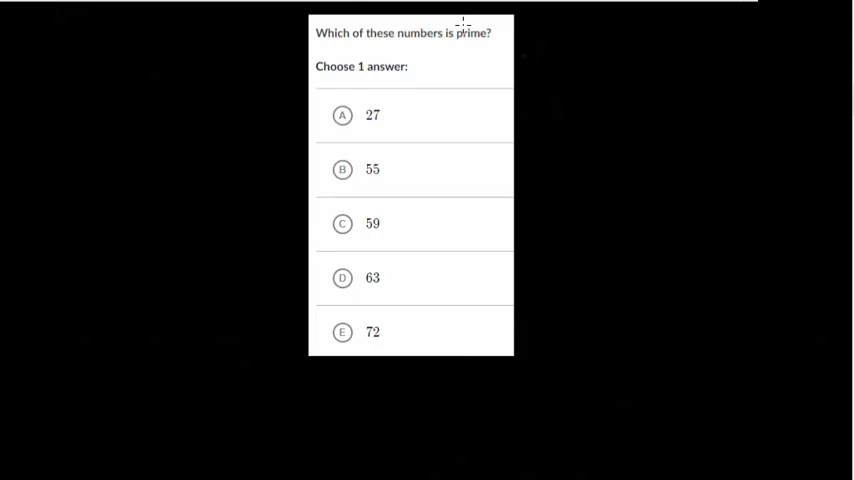 Which of these numbers is prime?
Choose 1 answer:
A 27
B 55
C 59
D 63
E 72